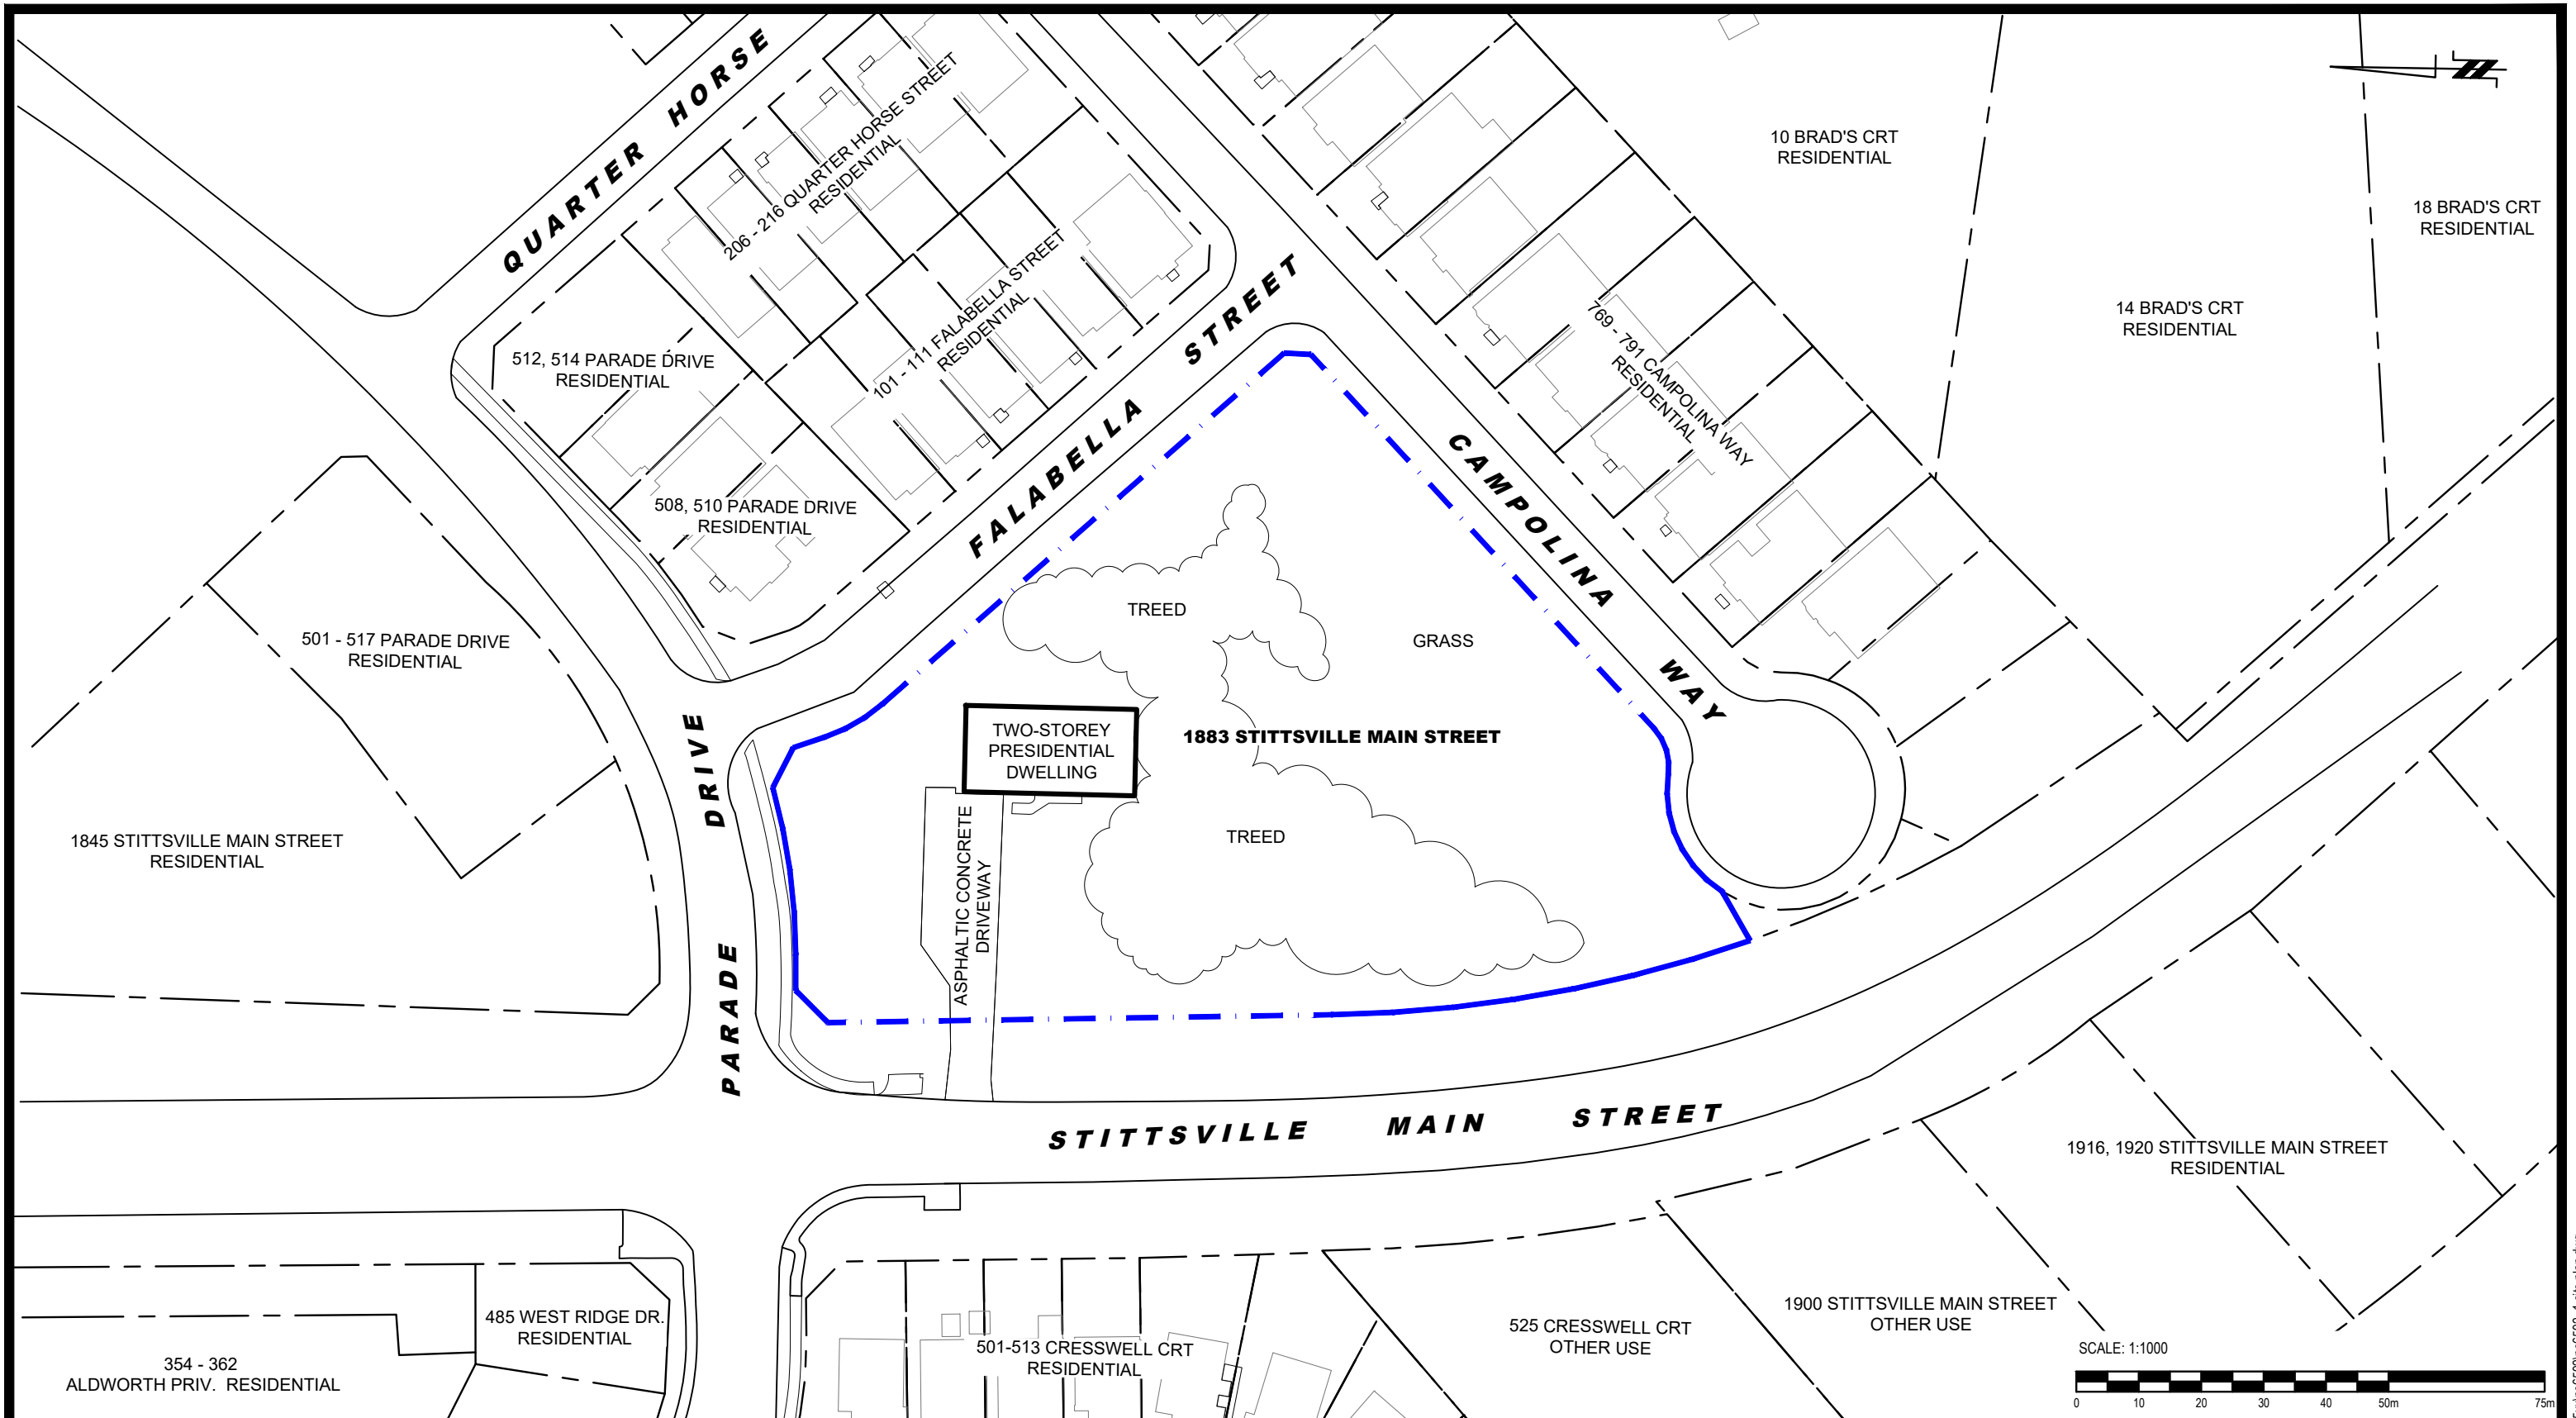 QUARTER HORSE
206 - 216 QUARTER HORSE STREET
RESIDENTIAL
10 BRAD'S CRT
RESIDENTIAL
18 BRAD'S CRT
RESIDENTIAL
14 BRAD'S CRT
RESIDENTIAL
512, 514 PARADE DRIVE
RESIDENTIAL
101 - 111 FALABELLA STREET
RESIDENTIAL
FALABELLA STREET
769 - 791 CAMPOLINA WAY
RESIDENTIAL
CAMPOLINA WAY
508, 510 PARADE DRIVE
RESIDENTIAL
501 - 517 PARADE DRIVE
RESIDENTIAL
TREED
GRASS
TWO-STOREY
PRESIDENTIAL
DWELLING
1883 STITTSVILLE MAIN STREET
TREED
ASPHALTIC CONCRETE
DRIVEWAY
1845 STITTSVILLE MAIN STREET
RESIDENTIAL
PARADE DRIVE
STITTSVILLE MAIN STREET
1916, 1920 STITTSVILLE MAIN STREET
RESIDENTIAL
485 WEST RIDGE DR.
RESIDENTIAL
354 - 362
ALDWORTH PRIV. RESIDENTIAL
501-513 CRESSWELL CRT
RESIDENTIAL
525 CRESSWELL CRT
OTHER USE
1900 STITTSVILLE MAIN STREET
OTHER USE
SCALE: 1:1000
0 10 20 30 40 50m 75m